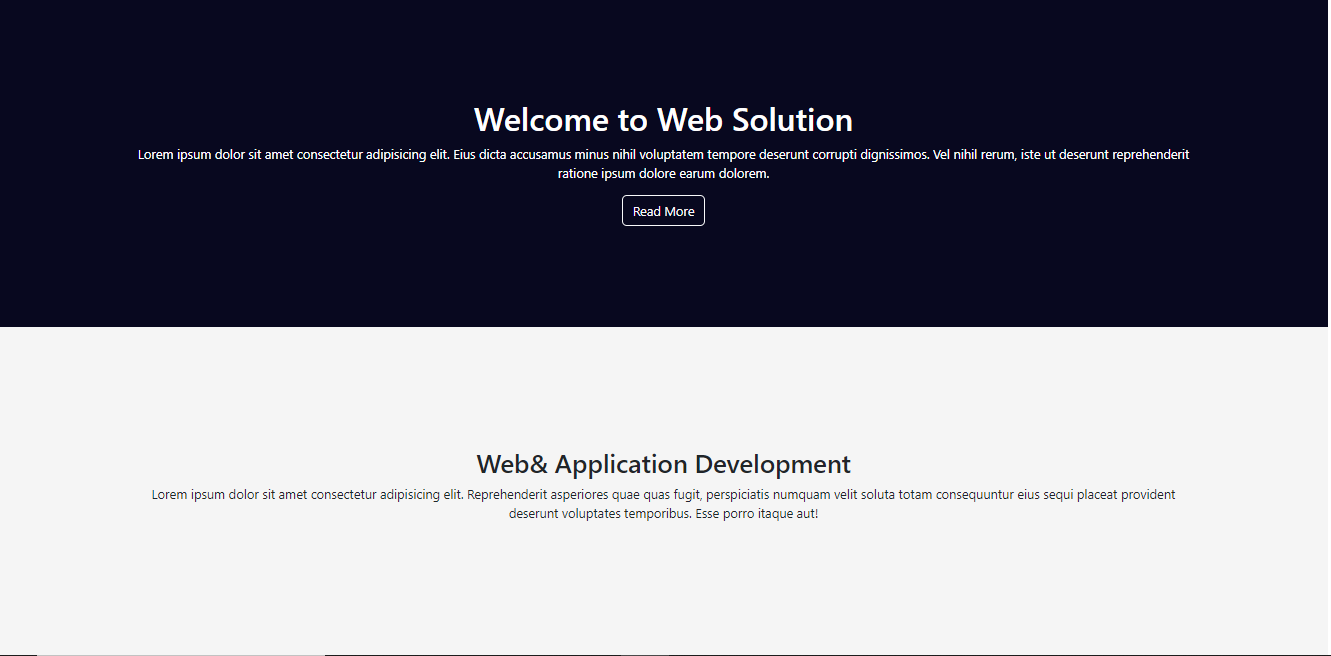 Welcome to Web Solution
Lorem ipsum dolor sit amet consectetur adipisicing elit. Eius dicta accusamus minus nihil voluptatem tempore deserunt corrupti dignissimos. Vel nihil rerum, iste ut deserunt reprehenderit
ratione ipsum dolore earum dolorem.
Read More
Web& Application Development
Lorem ipsum dolor sit amet consectetur adipisicing elit. Reprehenderit asperiores quae quas fugit, perspiciatis numquam velit soluta totam consequuntur eius sequi placeat provident
deserunt voluptates temporibus. Esse porro itaque aut!